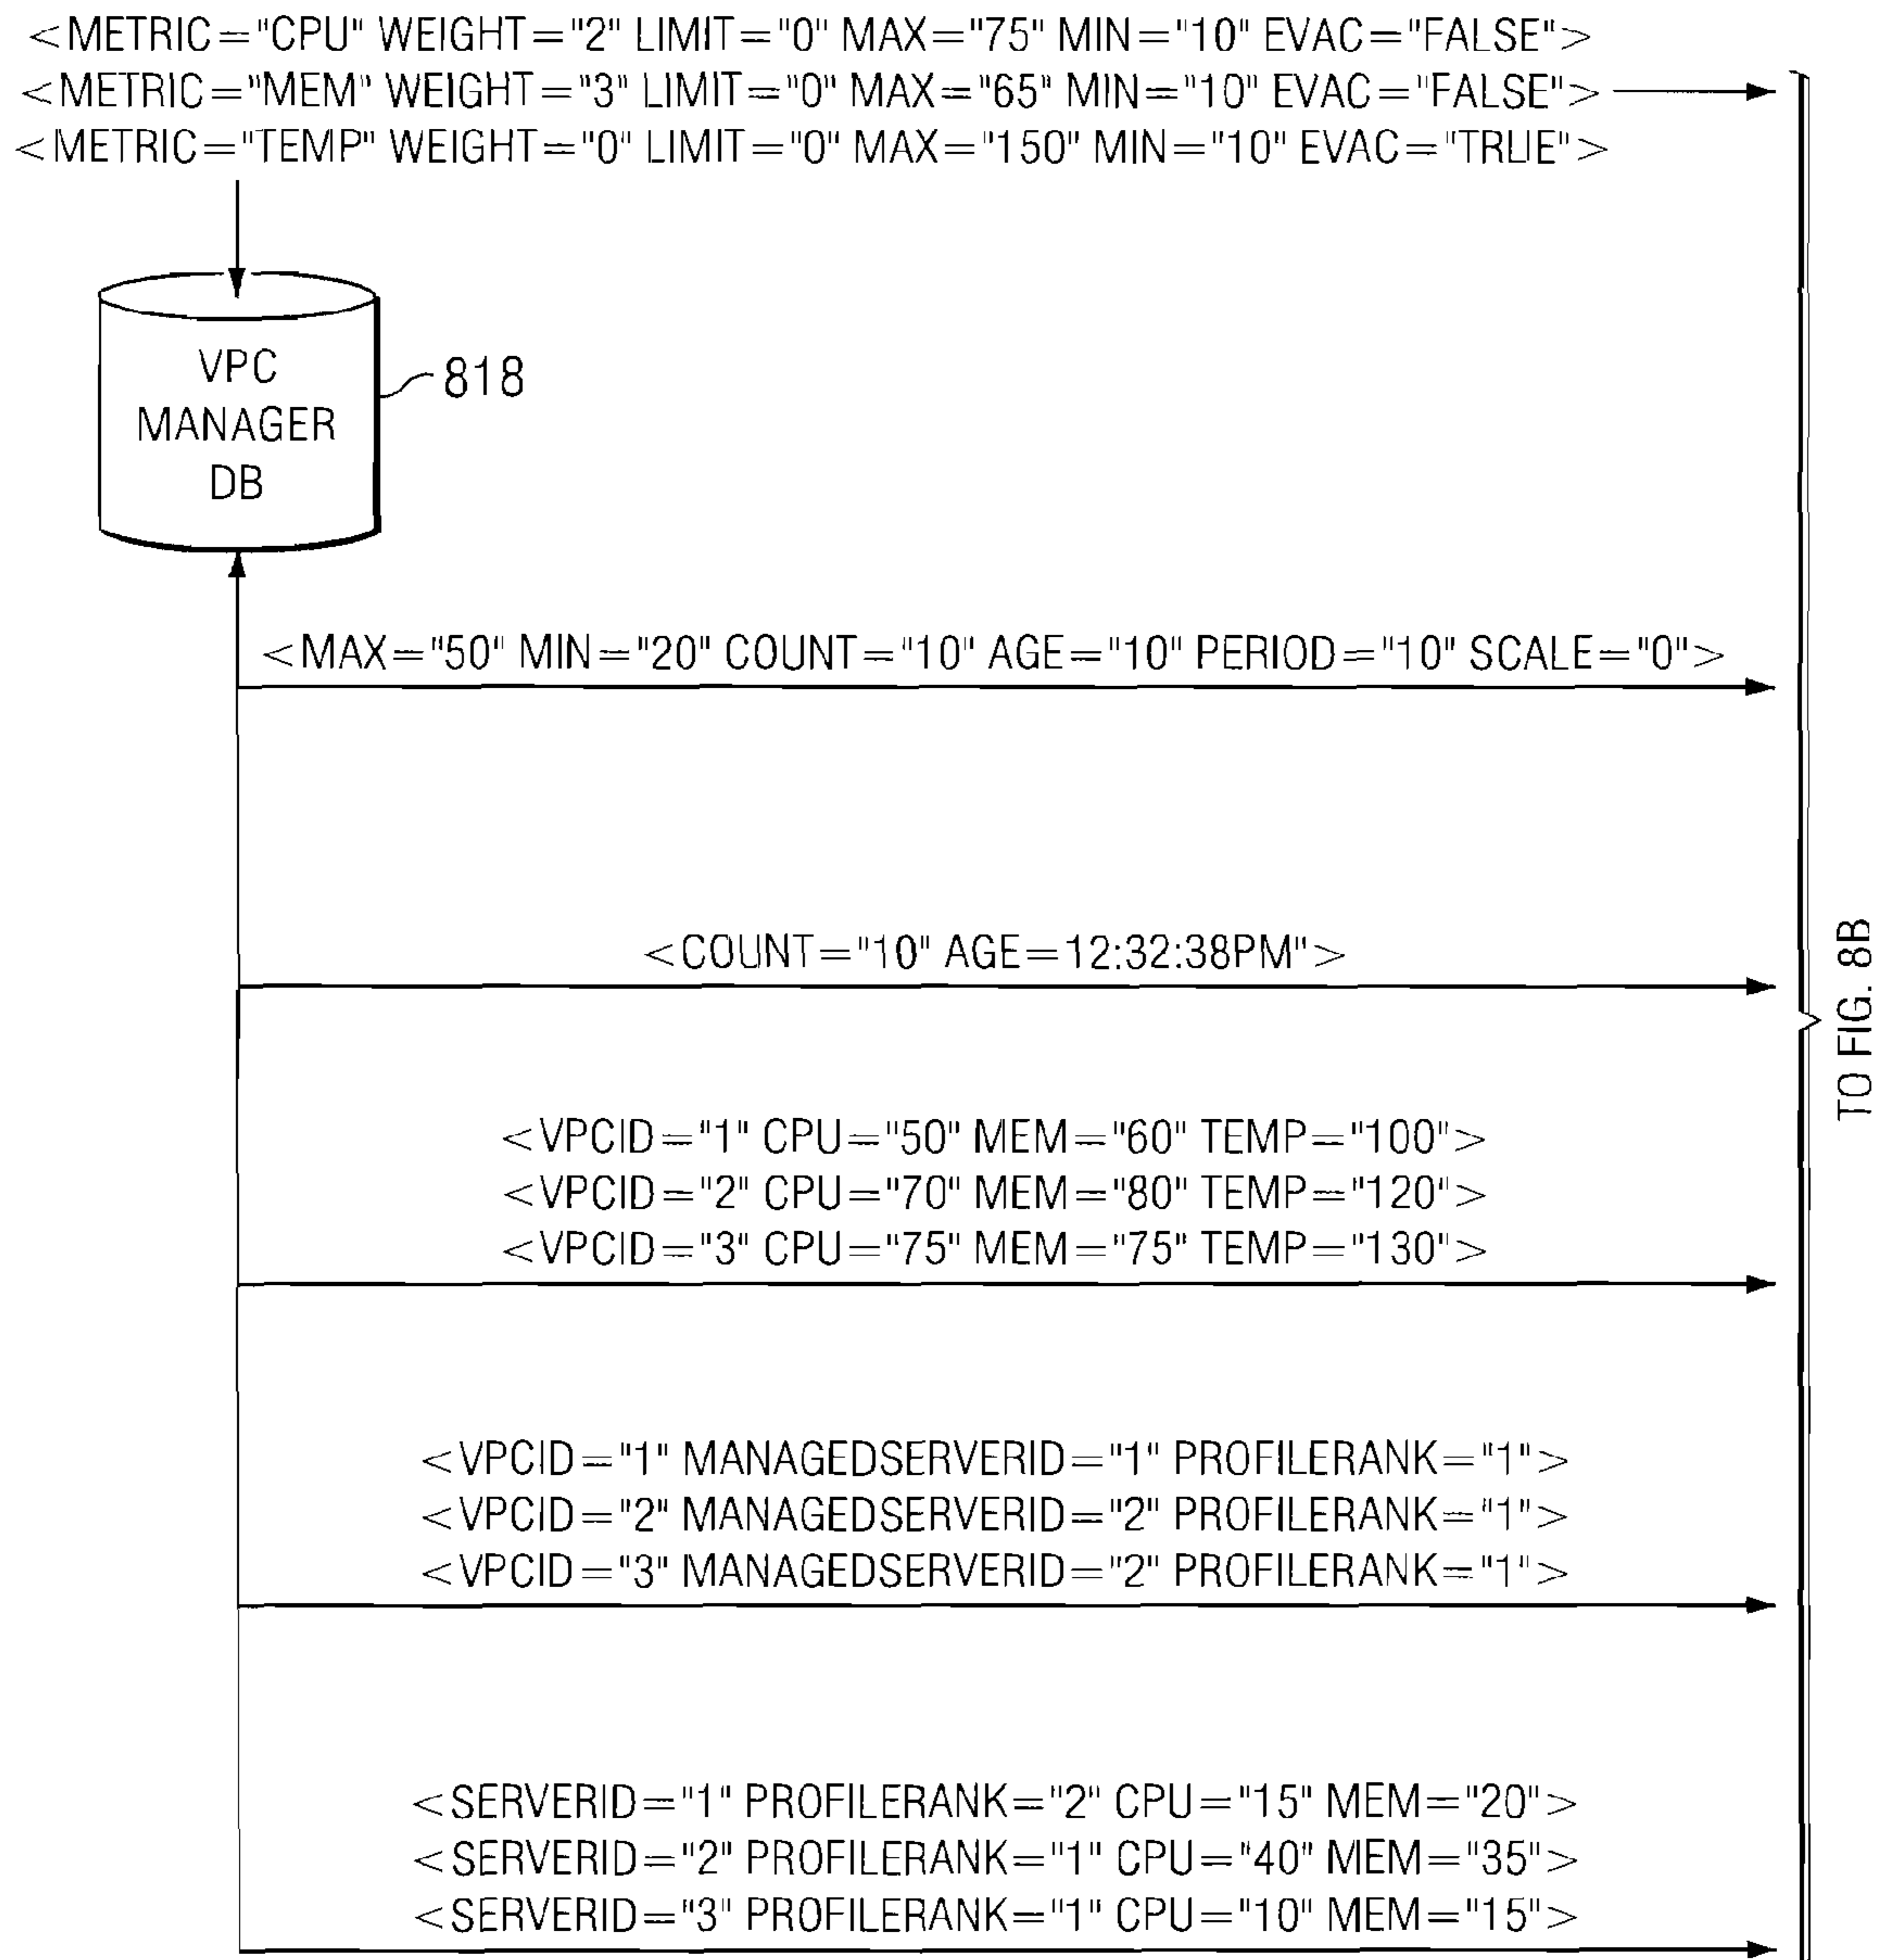 <METRIC="CPU" WEIGHT="2" LIMIT="0" MAX="75" MIN="10" EVAC="FALSE">
<METRIC="MEM" WEIGHT="3" LIMIT="0" MAX="65" MIN="10" EVAC="FALSE">
<METRIC="TEMP" WEIGHT="0" LIMIT="0" MAX="150" MIN="10" EVAC="TRUE">
VPC
MANAGER
DB
818
<MAX="50" MIN="20" COUNT="10" AGE="10" PERIOD="10" SCALE="0">
<COUNT="10" AGE=12:32:38PM">
<VPCID="1" CPU="50" MEM="60" TEMP="100">
<VPCID="2" CPU="70" MEM="80" TEMP="120">
<VPCID="3" CPU="75" MEM="75" TEMP="130">
<VPCID="1" MANAGEDSERVERID="1" PROFILERANK="1">
<VPCID="2" MANAGEDSERVERID="2" PROFILERANK="1">
<VPCID="3" MANAGEDSERVERID="2" PROFILERANK="1">
<SERVERID="1" PROFILERANK="2" CPU="15" MEM="20">
<SERVERID="2" PROFILERANK="1" CPU="40" MEM="35">
<SERVERID="3" PROFILERANK="1" CPU="10" MEM="15">
TO FIG. 8B